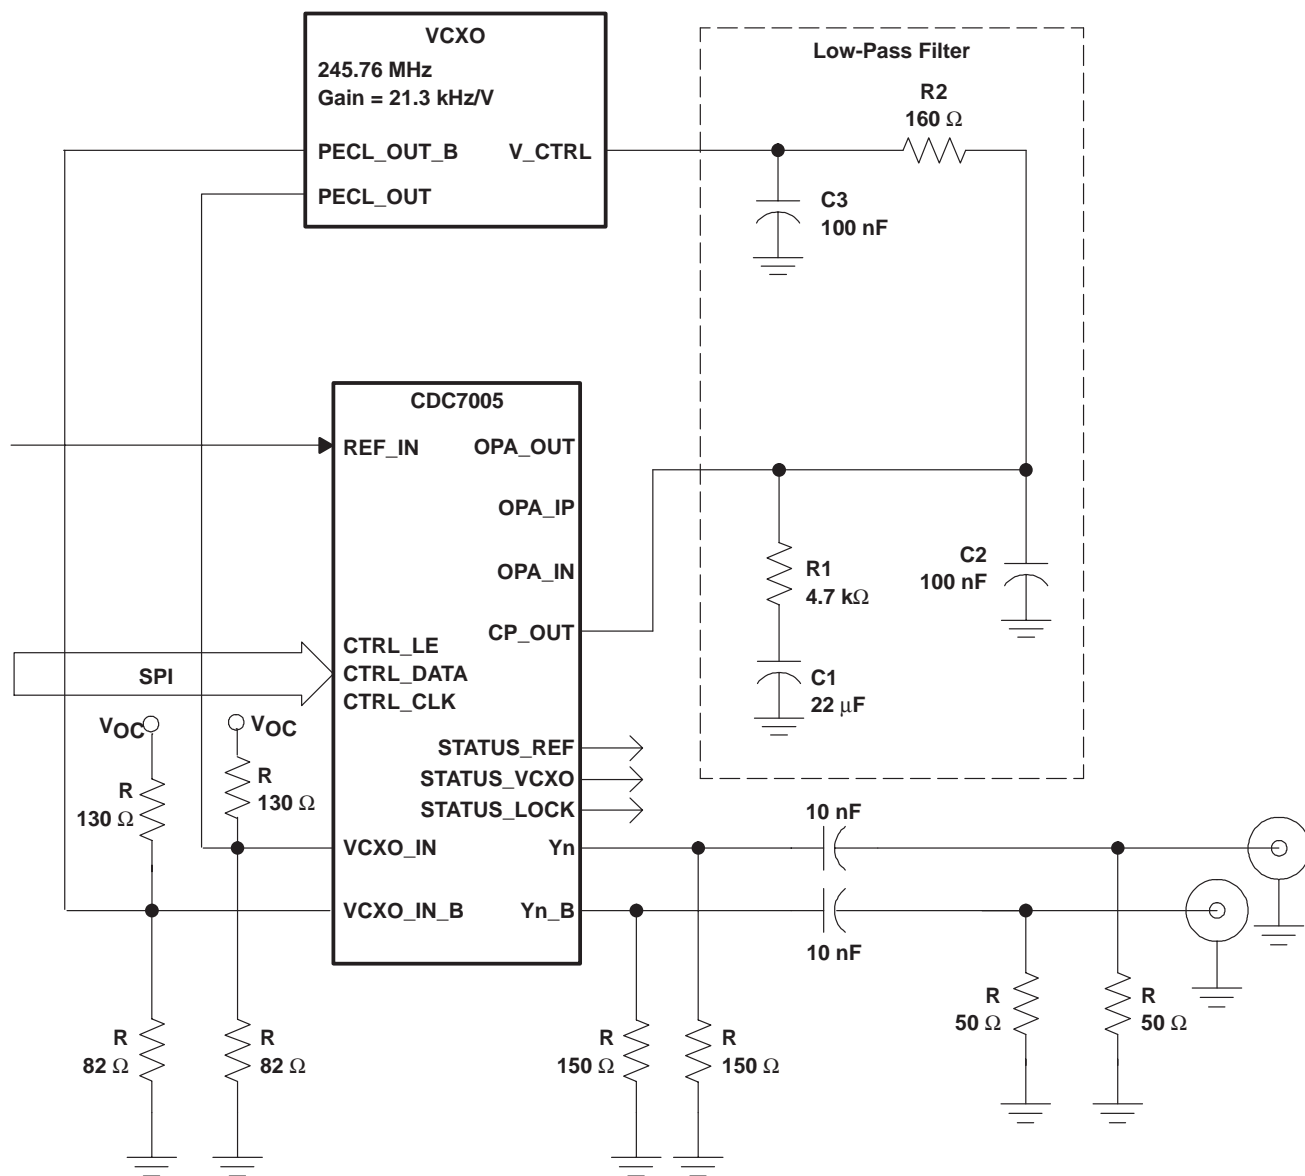 VCXO
245.76 MHz
Gain = 21.3 kHz/V
PECL_OUT_B
V_CTRL
PECL_OUT
Low-Pass Filter
R2
160 Ω
C3
100 nF
CDC7005
REF_IN
OPA_OUT
OPA_IP
OPA_IN
CP_OUT
R1
4.7 kΩ
C2
100 nF
C1
22 μF
SPI
CTRL_LE
CTRL_DATA
CTRL_CLK
VOC
VOC
R
130 Ω
R
130 Ω
STATUS_REF
STATUS_VCXO
STATUS_LOCK
VCXO_IN
Yn
VCXO_IN_B
Yn_B
10 nF
10 nF
R
82 Ω
R
82 Ω
R
150 Ω
R
150 Ω
R
50 Ω
R
50 Ω